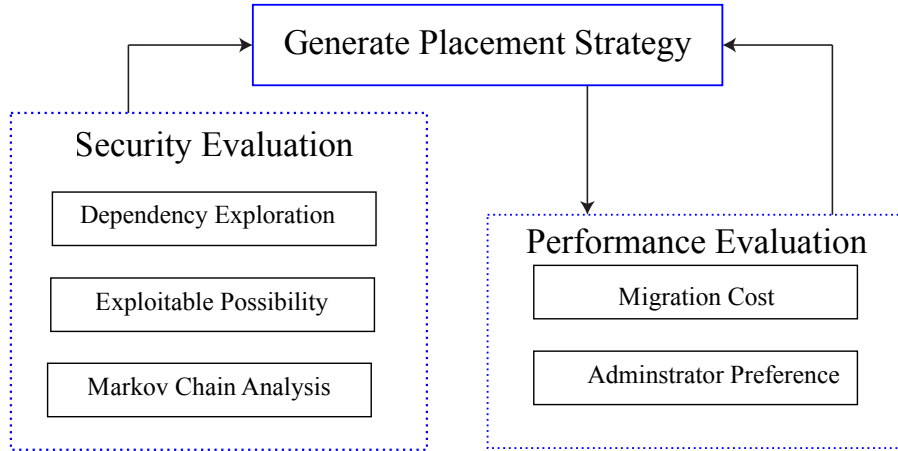 Generate Placement Strategy
Security Evaluation
Dependency Exploration
Exploitable Possibility
Markov Chain Analysis
Performance Evaluation
Migration Cost
Adminstrator Preference